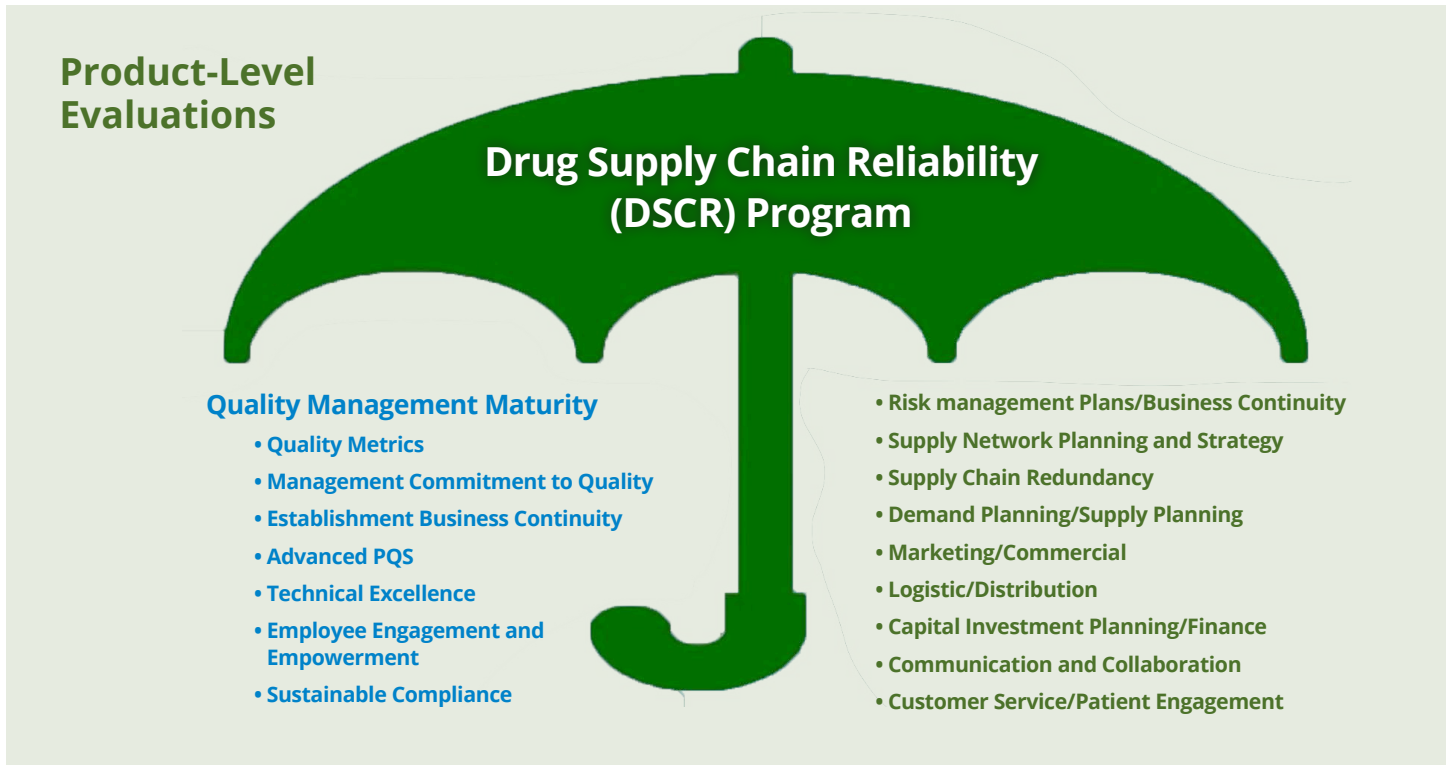 Product-Level
Evaluations
Drug Supply Chain Reliability
(DSCR) Program
Quality Management Maturity
• Quality Metrics
• Management Commitment to Quality
• Establishment Business Continuity
• Advanced PQS
• Technical Excellence
• Employee Engagement and
Empowerment
• Sustainable Compliance
• Risk management Plans/Business Continuity
• Supply Network Planning and Strategy
• Supply Chain Redundancy
• Demand Planning/Supply Planning
• Marketing/Commercial
• Logistic/Distribution
• Capital Investment Planning/Finance
• Communication and Collaboration
• Customer Service/Patient Engagement